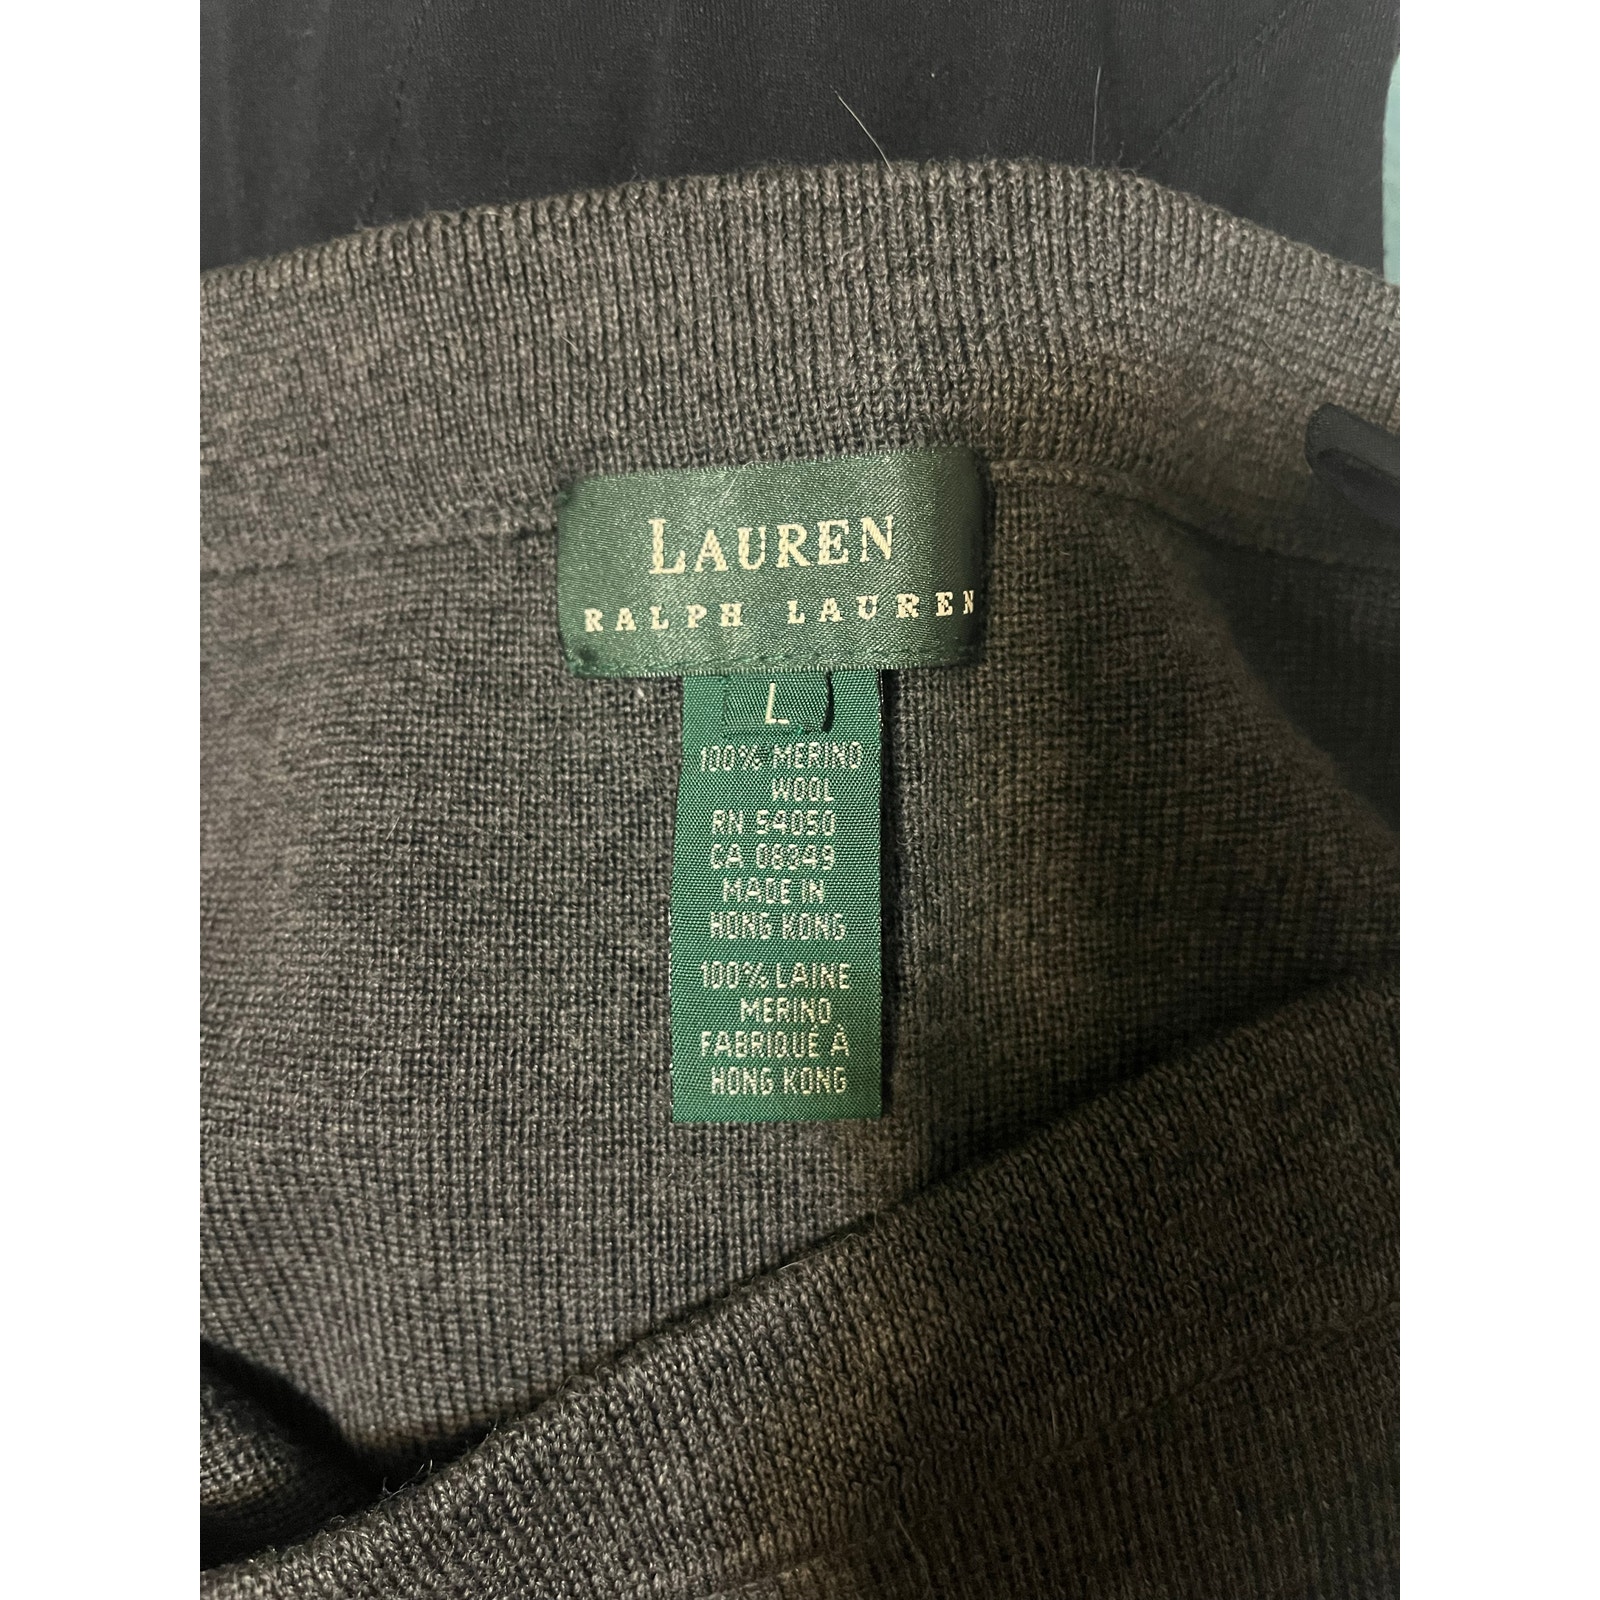 LAUREN
RALPH LAUREN
L
100% MERINO
WOOL
RN 54050
CA 08349
MADE IN
HONG KONG
100% LAINE
MERINO
FABRIQUÉ À
HONG KONG